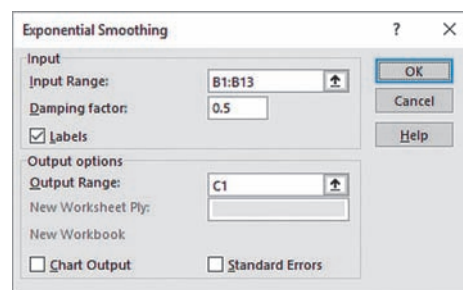 Exponential Smoothing ? ×
Input
Input Range: B1:B13
Damping factor: 0.5
Labels
OK
Cancel
Help
Output options
Output Range: C1
New Worksheet Ply:
New Workbook
Chart Output Standard Errors